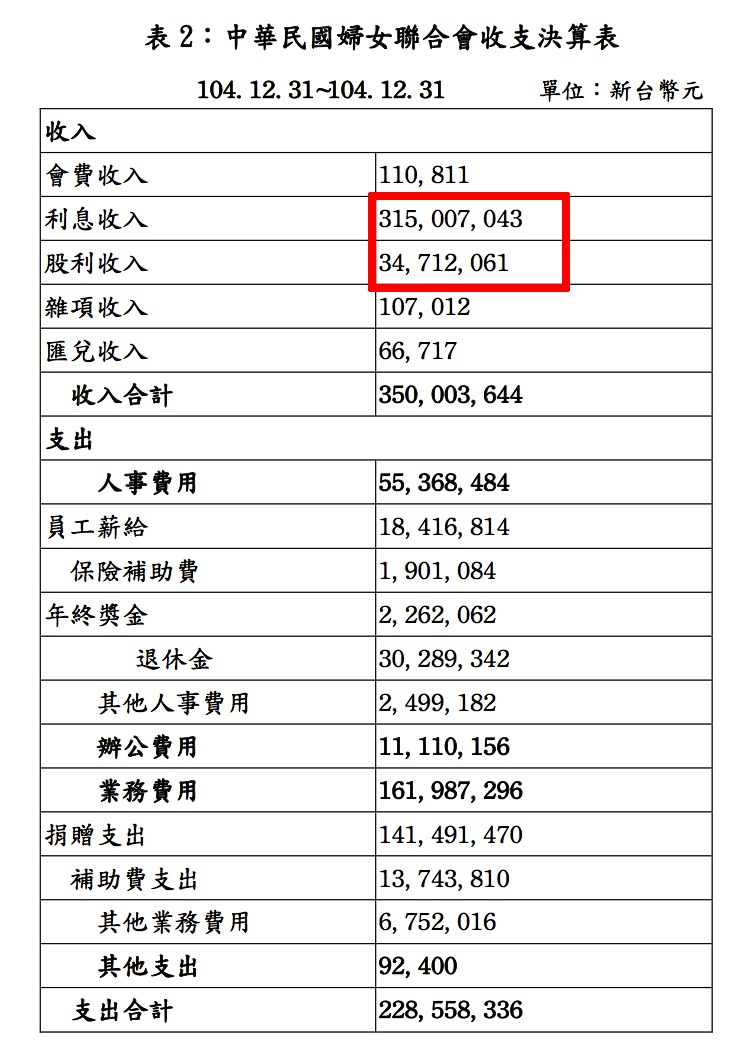 表 2：中華民國婦女聯合會收支決算表
104.12.31~104.12.31 單位：新台幣元
收入
會費收入 110,811
利息收入 315,007,043
股利收入 34,712,061
雜項收入 107,012
匯兌收入 66,717
收入合計 350,003,644
支出
人事費用 55,368,484
員工薪給 18,416,814
保險補助費 1,901,084
年終獎金 2,262,062
退休金 30,289,342
其他人事費用 2,499,182
辦公費用 11,110,156
業務費用 161,987,296
捐贈支出 141,491,470
補助費支出 13,743,810
其他業務費用 6,752,016
其他支出 92,400
支出合計 228,558,336